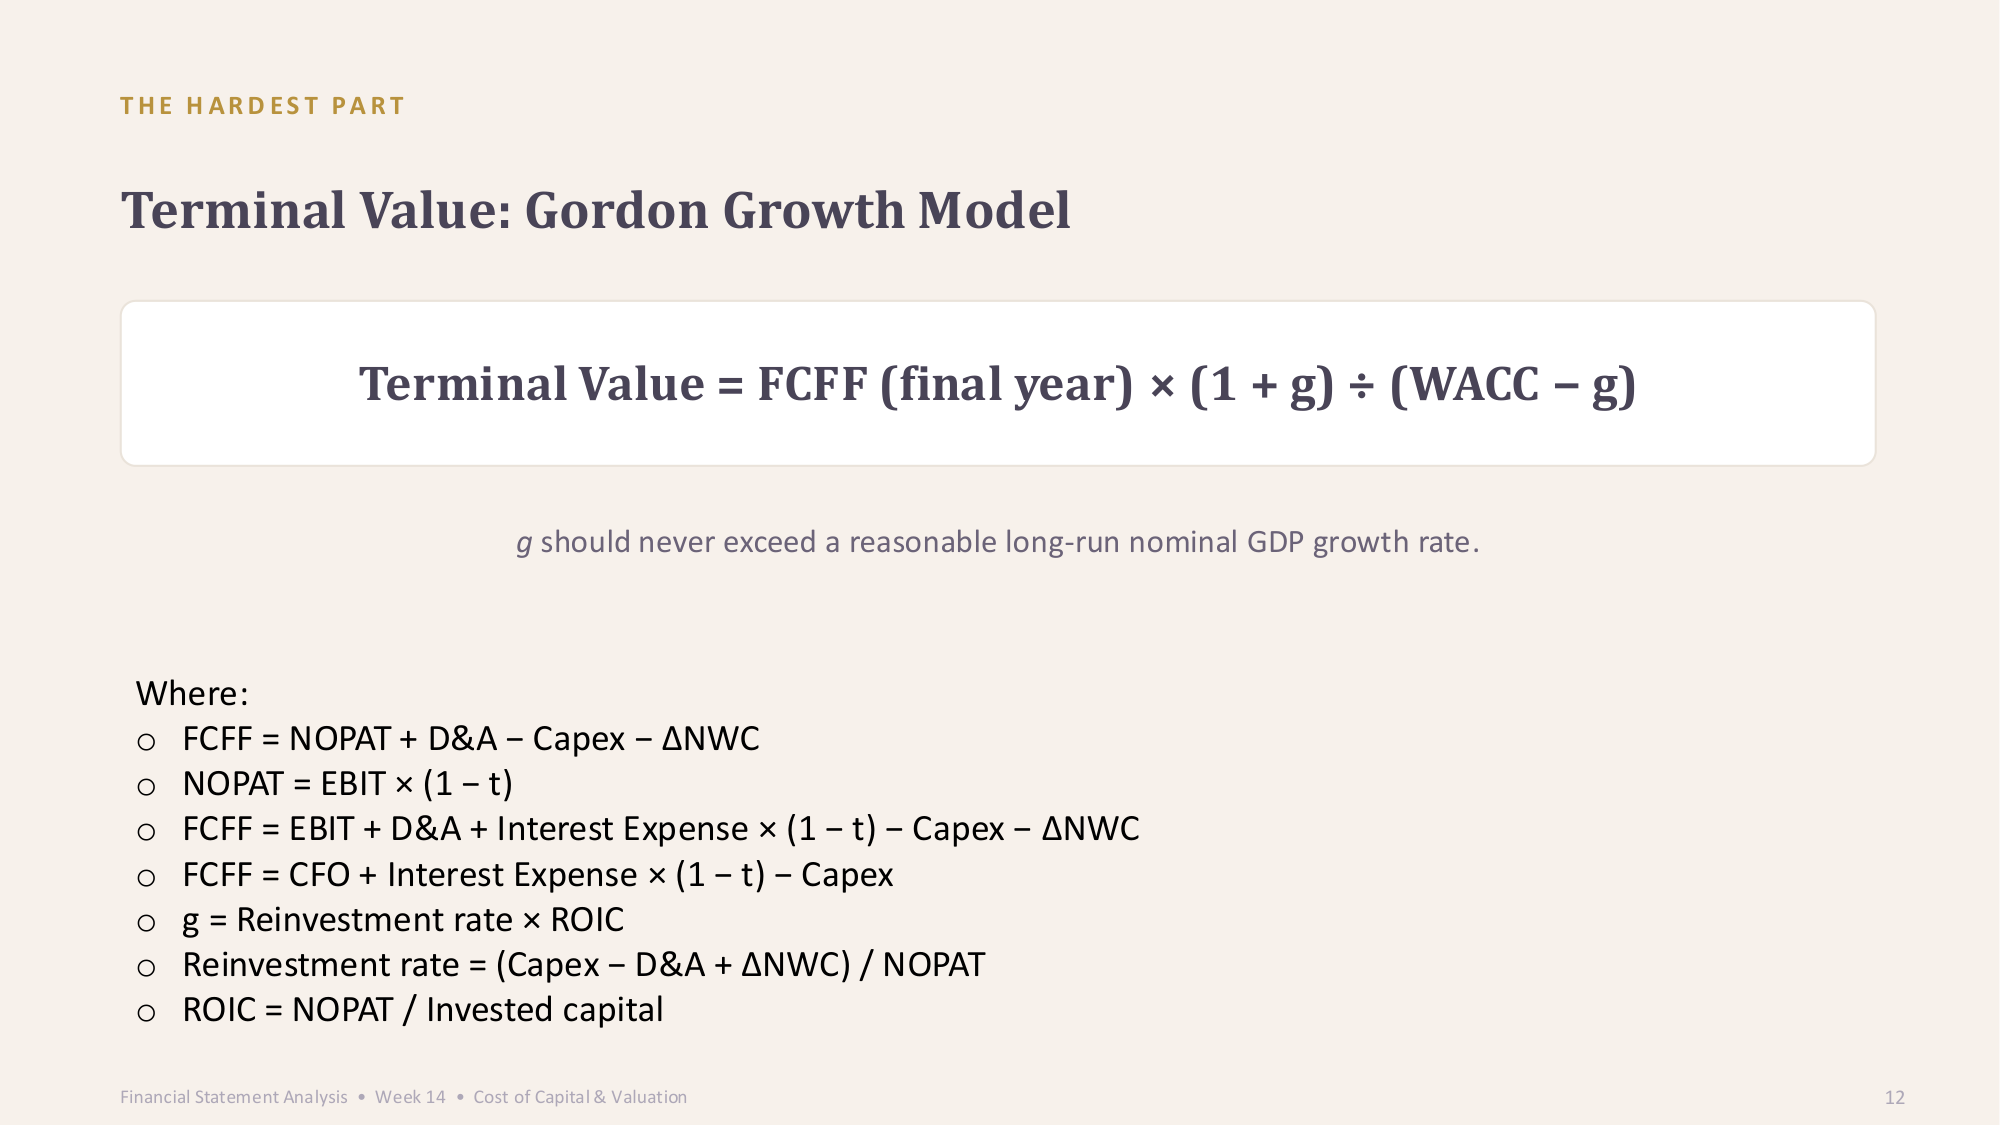 THE HARDEST PART
Terminal Value: Gordon Growth Model
Terminal Value = FCFF (final year) × (1 + g) ÷ (WACC − g)
g should never exceed a reasonable long-run nominal GDP growth rate.
Where:
o FCFF = NOPAT + D&A − Capex − ΔNWC
o NOPAT = EBIT × (1 − t)
o FCFF = EBIT + D&A + Interest Expense × (1 − t) − Capex − ΔNWC
o FCFF = CFO + Interest Expense × (1 − t) − Capex
o g = Reinvestment rate × ROIC
o Reinvestment rate = (Capex − D&A + ΔNWC) / NOPAT
o ROIC = NOPAT / Invested capital
Financial Statement Analysis • Week 14 • Cost of Capital & Valuation 12